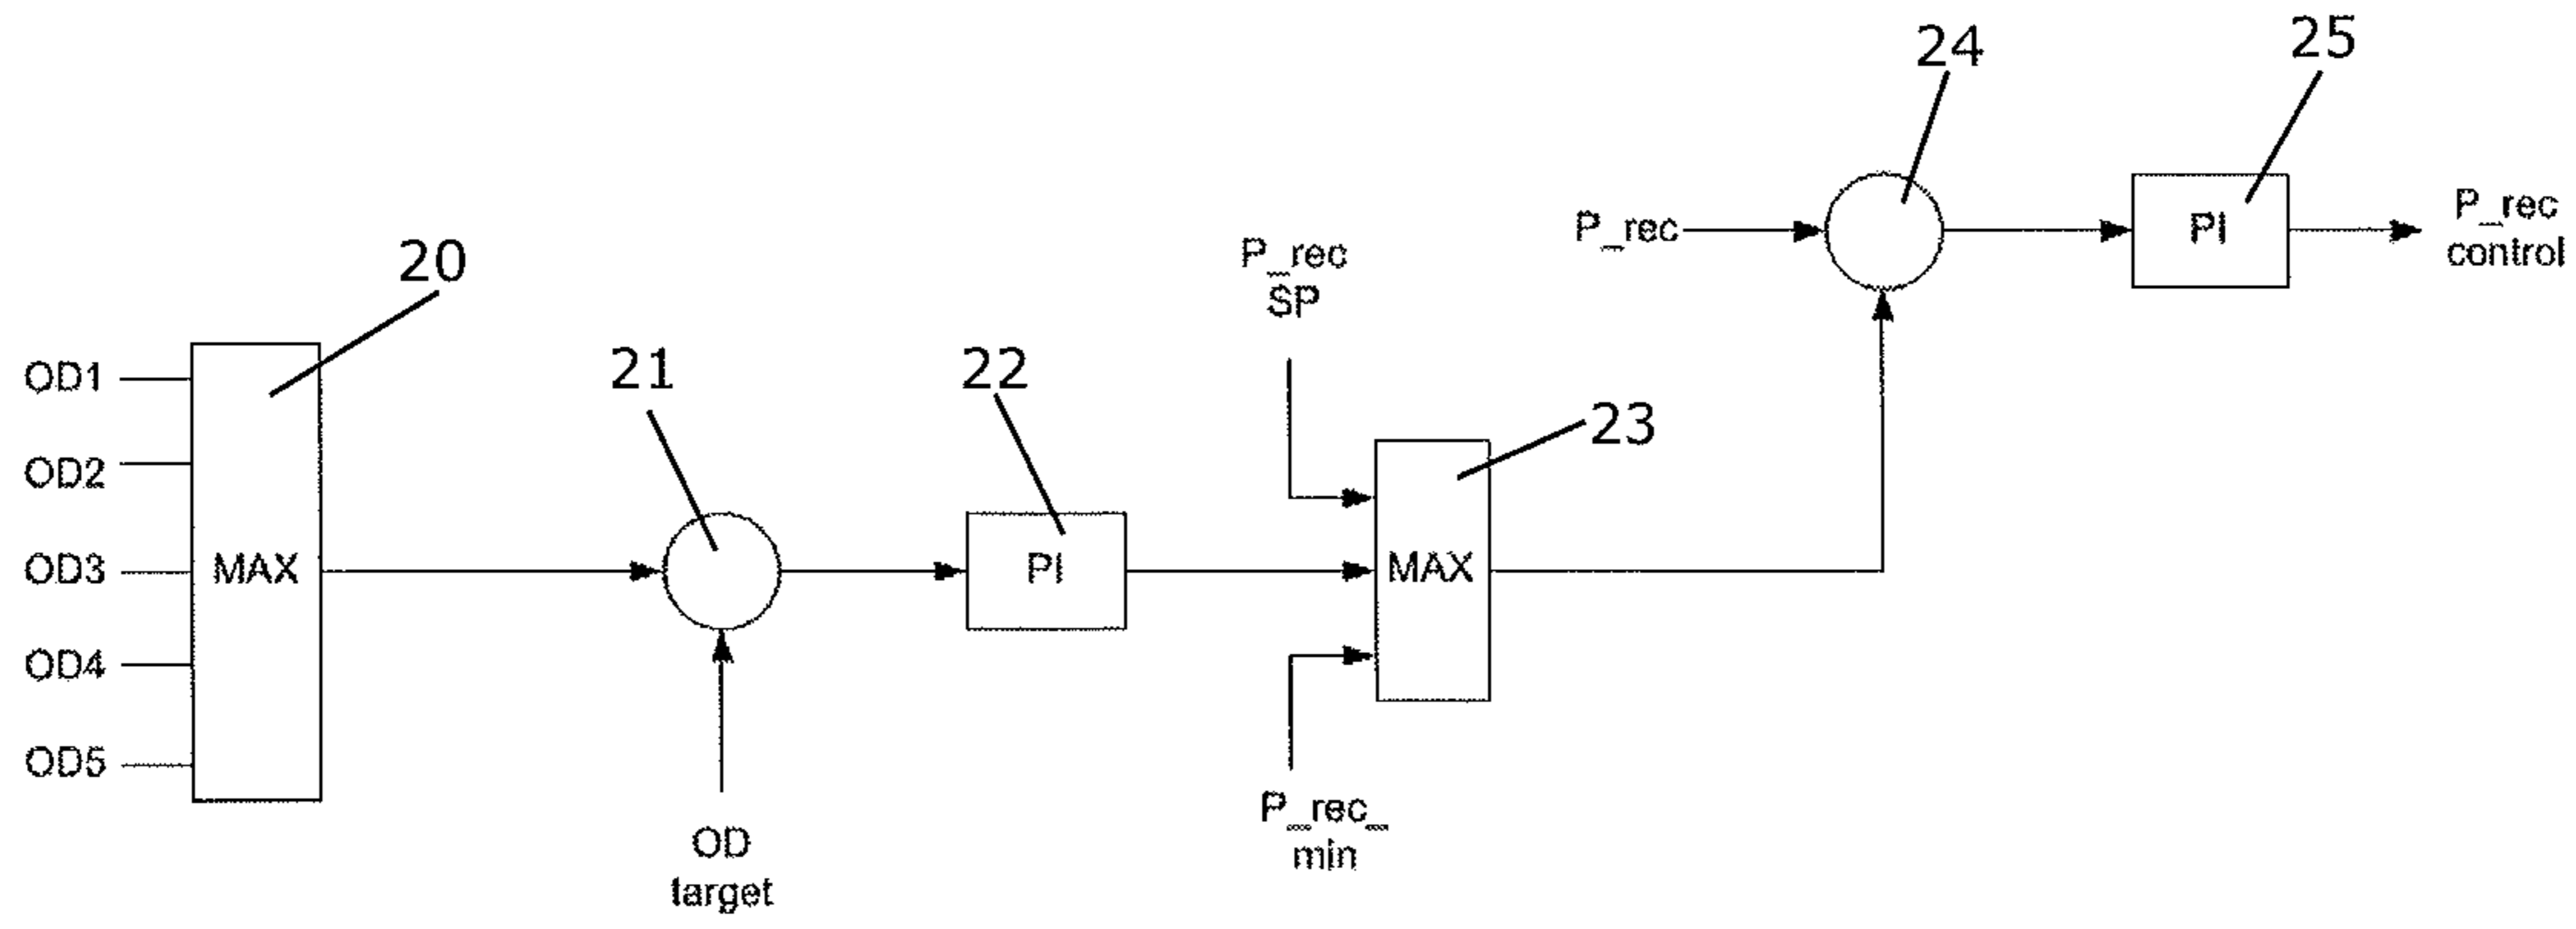 24
25
P_rec
PI
P_rec
control
20
P_rec
SP
21
22
23
OD1
OD2
OD3
MAX
PI
MAX
OD4
OD5
P_rec_
min
OD
target